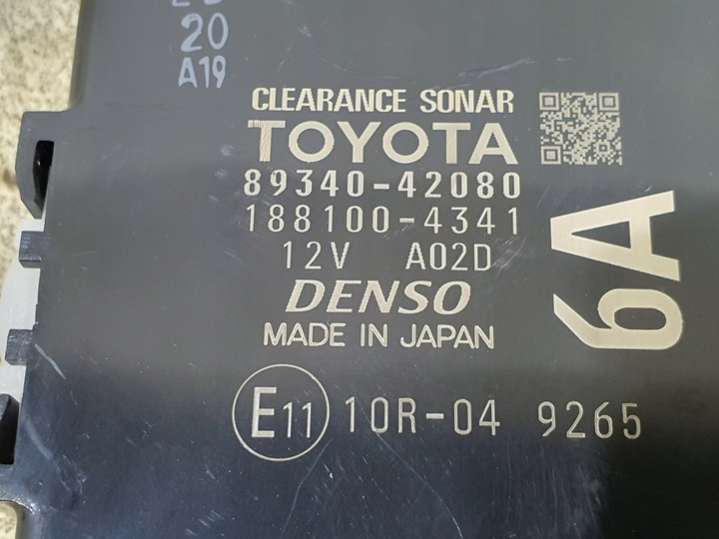 20
A19
CLEARANCE SONAR
TOYOTA
89340-42080
188100-4341
12V A02D
DENSO
MADE IN JAPAN
6A
E11 10R-04 9265